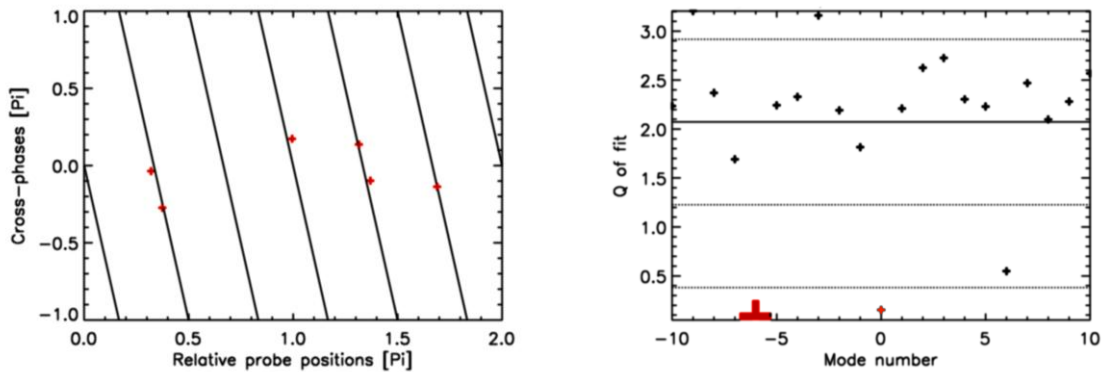 1.0
0.5
0.0
−0.5
−1.0
Cross−phases [Pi]
0.0 0.5 1.0 1.5 2.0
Relative probe positions [Pi]
3.0
2.5
2.0
1.5
1.0
0.5
Q of fit
−10 −5 0 5 10
Mode number